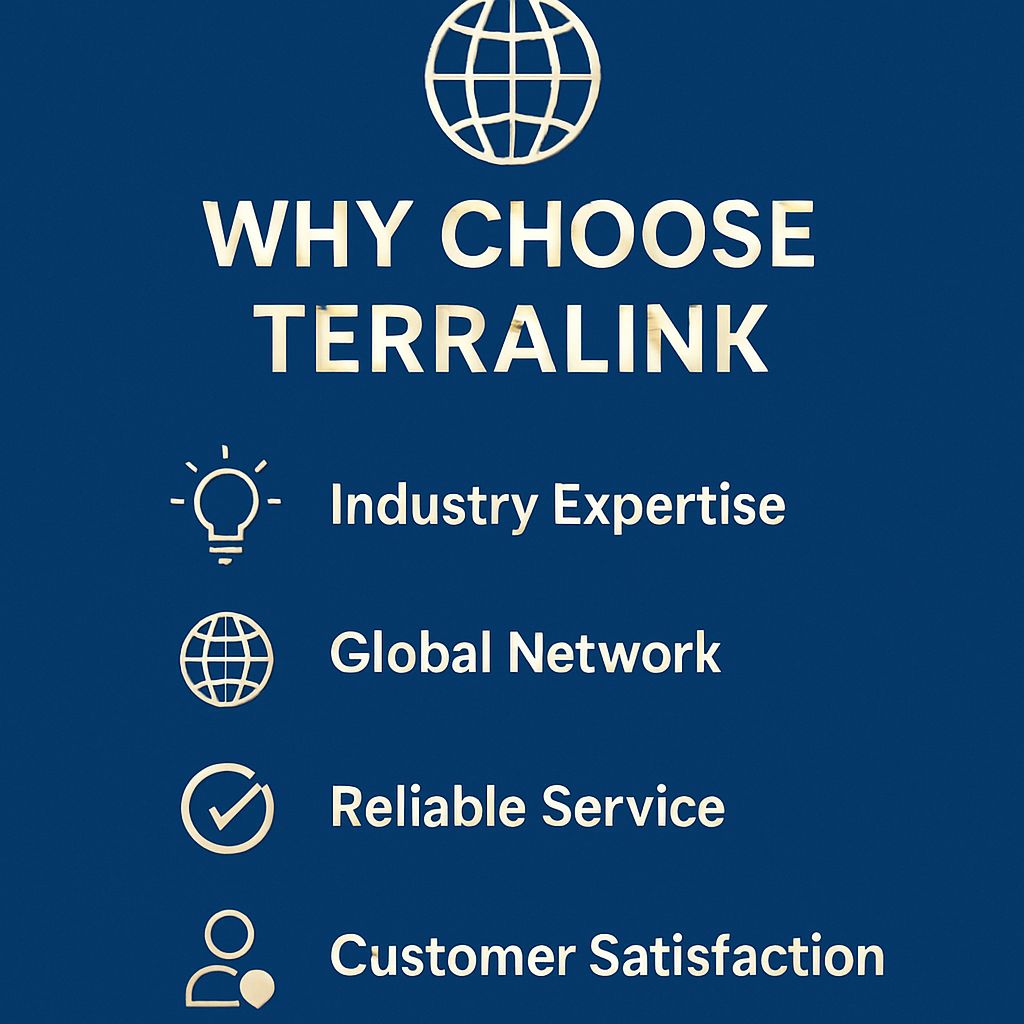 WHY CHOOSE
TERRALINK
Industry Expertise
Global Network
Reliable Service
Customer Satisfaction